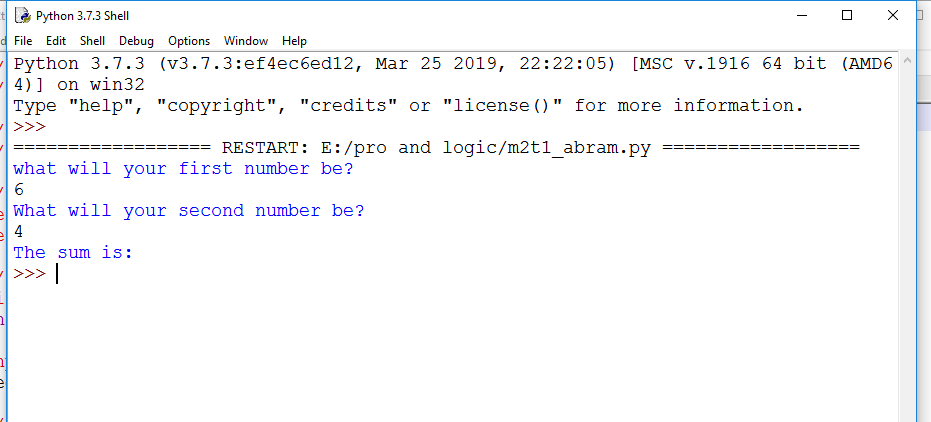 Python 3.7.3 Shell
File Edit Shell Debug Options Window Help
Python 3.7.3 (v3.7.3:ef4ec6ed12, Mar 25 2019, 22:22:05) [MSC v.1916 64 bit (AMD6
4)] on win32
Type "help", "copyright", "credits" or "license()" for more information.
>>>
================== RESTART: E:/pro and logic/m2t1_abram.py ==================
what will your first number be?
6
What will your second number be?
4
The sum is:
>>>